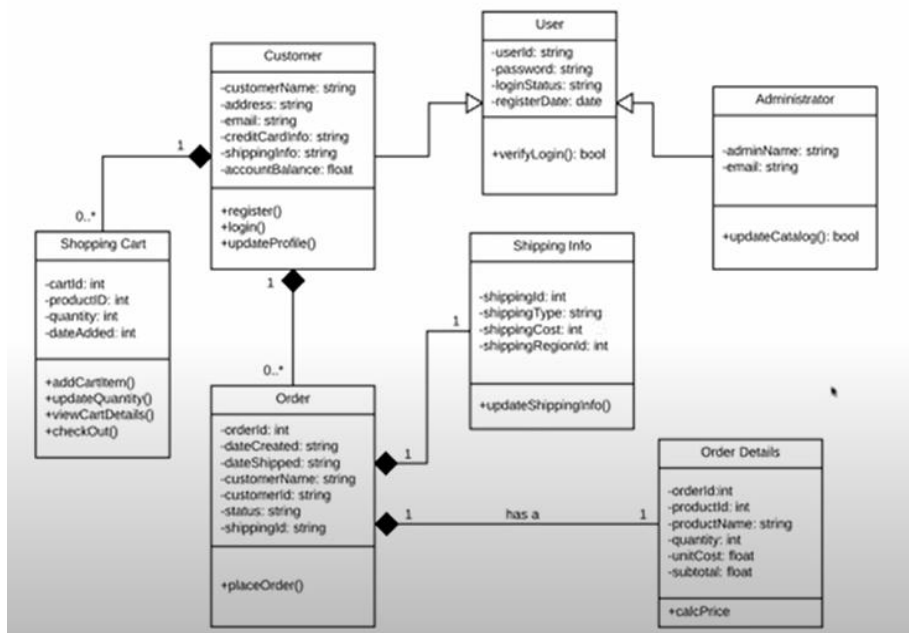 User
-userId: string
-password: string
-loginStatus: string
-registerDate: date
+verifyLogin(): bool
Customer
-customerName: string
-address: string
-email: string
-creditCardInfo: string
-shippingInfo: string
-accountBalance: float
+register()
+login()
+updateProfile()
Administrator
-adminName: string
-email: string
+updateCatalog(): bool
1
0..*
Shopping Cart
-cartId: int
-productID: int
-quantity: int
-dateAdded: int
+addCartItem()
+updateQuantity()
+viewCartDetails()
+checkOut()
1
0..*
Shipping Info
-shippingId: int
-shippingType: string
-shippingCost: int
-shippingRegionId: int
+updateShippingInfo()
1
1
Order
-orderId: int
-dateCreated: string
-dateShipped: string
-customerName: string
-customerId: string
-status: string
-shippingId: string
+placeOrder()
1
has a
1
Order Details
-orderId:int
-productId: int
-productName: string
-quantity: int
-unitCost: float
-subtotal: float
+calcPrice